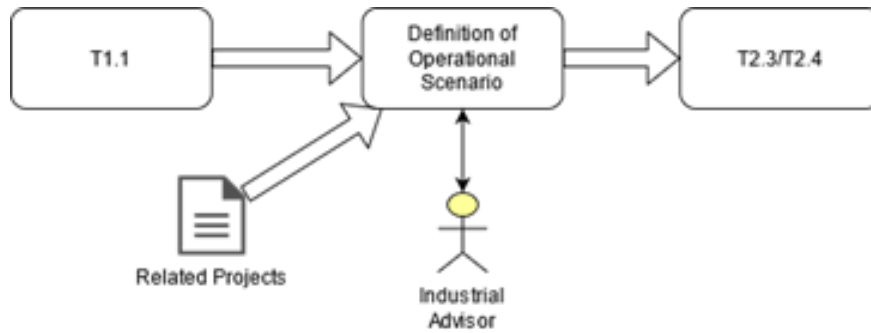 T1.1
Definition of
Operational
Scenario
T2.3/T2.4
Related Projects
Industrial
Advisor